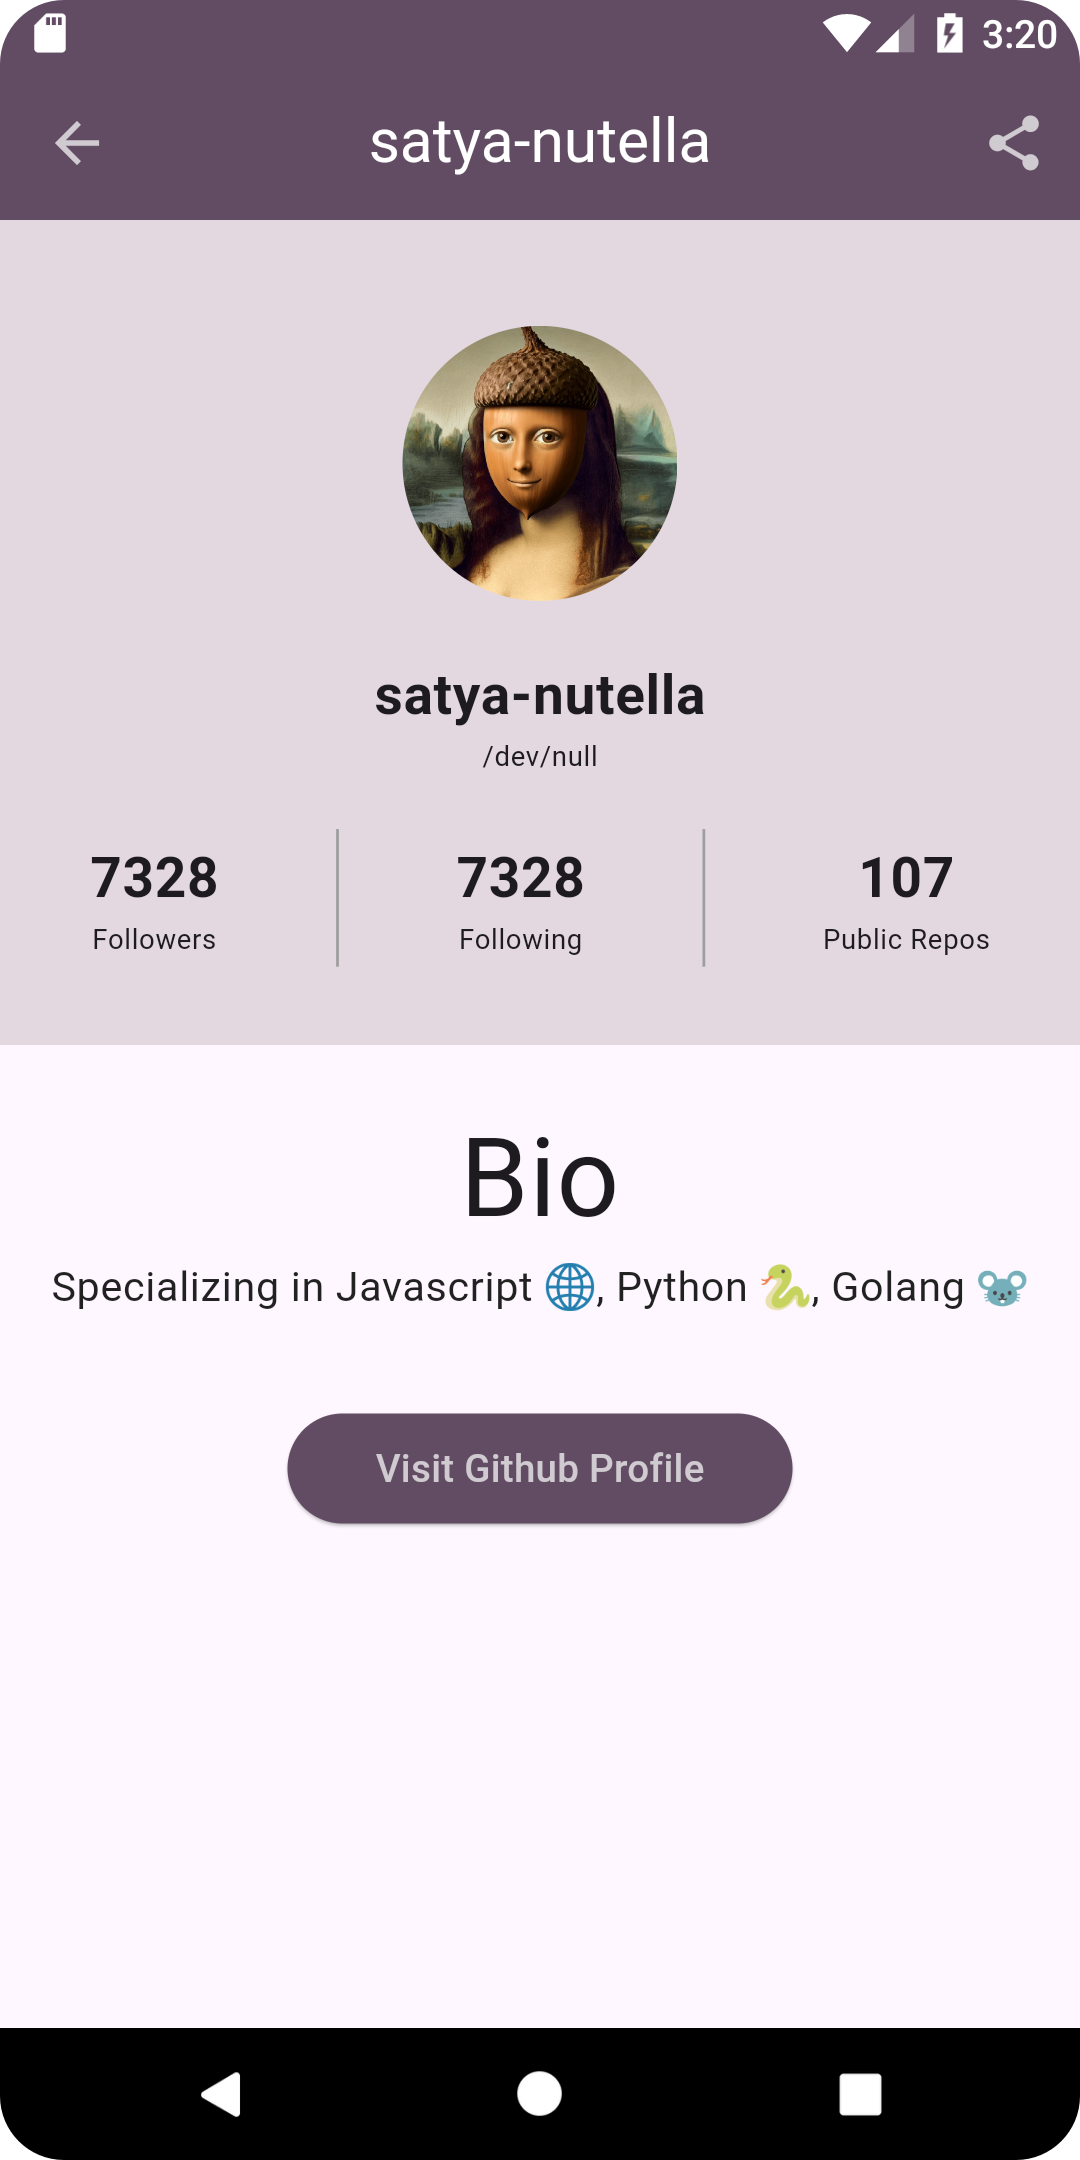 3:20
satya-nutella
satya-nutella
/dev/null
7328 7328 107
Followers Following Public Repos
Bio
Specializing in Javascript 🌐, Python 🐍, Golang 🐭
Visit Github Profile